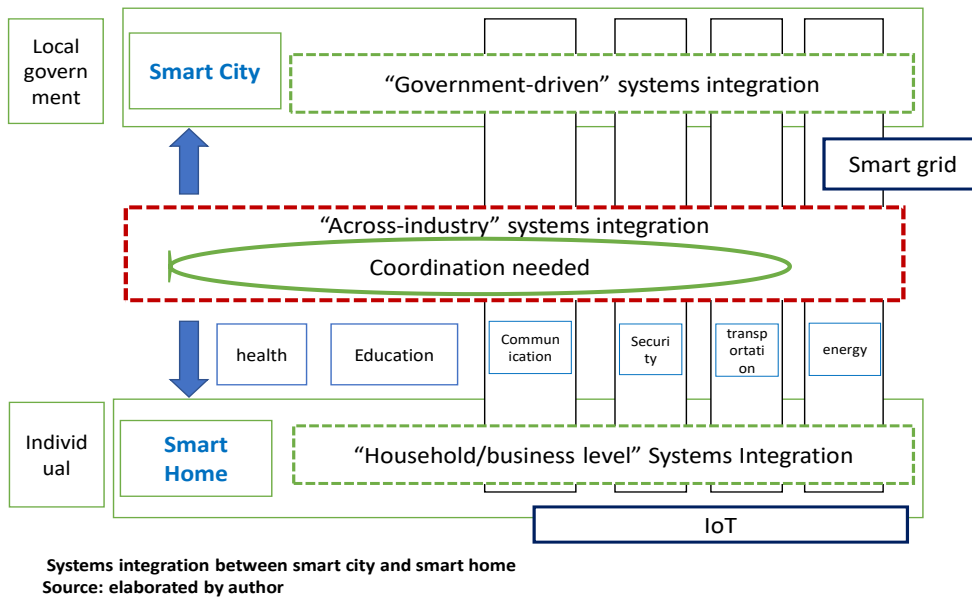 Local
govern
ment
Smart City
“Government-driven” systems integration
Smart grid
“Across-industry” systems integration
Coordination needed
health
Education
Commun
ication
Securi
ty
transp
ortati
on
energy
Individ
ual
Smart
Home
“Household/business level” Systems Integration
IoT
Systems integration between smart city and smart home
Source: elaborated by author